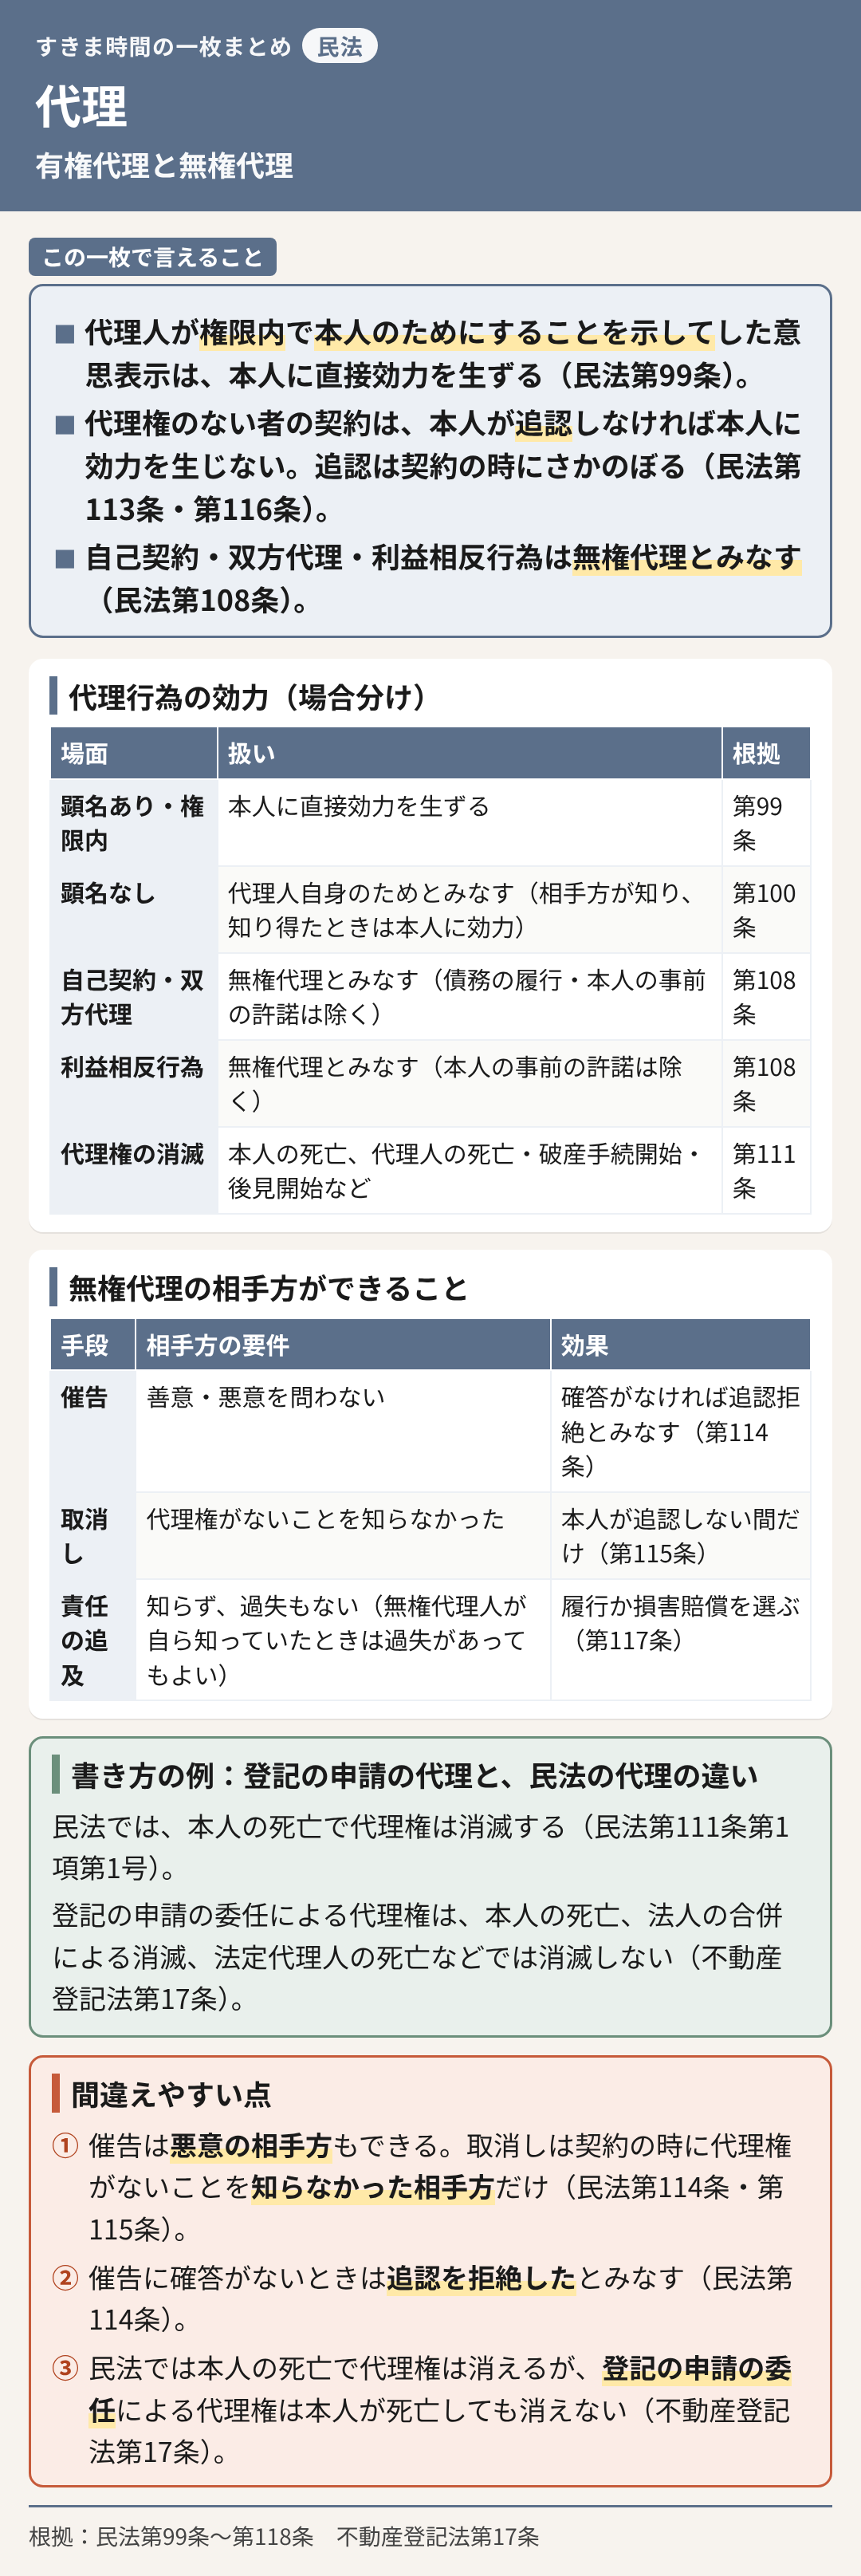 すきま時間の一枚まとめ 民法
代理
有権代理と無権代理
この一枚で言えること
■ 代理人が権限内で本人のためにすることを示してした意
思表示は、本人に直接効力を生ずる（民法第99条）。
■ 代理権のない者の契約は、本人が追認しなければ本人に
効力を生じない。追認は契約の時にさかのぼる（民法第
113条・第116条）。
■ 自己契約・双方代理・利益相反行為は無権代理とみなす
（民法第108条）。
代理行為の効力（場合分け）
場面 扱い 根拠
顕名あり・権 本人に直接効力を生ずる 第99
限内 条
顕名なし 代理人自身のためとみなす（相手方が知り、 第100
知り得たときは本人に効力） 条
自己契約・双 無権代理とみなす（債務の履行・本人の事前 第108
方代理 の許諾は除く） 条
利益相反行為 無権代理とみなす（本人の事前の許諾は除 第108
く） 条
代理権の消滅 本人の死亡、代理人の死亡・破産手続開始・ 第111
後見開始など 条
無権代理の相手方ができること
手段 相手方の要件 効果
催告 善意・悪意を問わない 確答がなければ追認拒
絶とみなす（第114
条）
取消 代理権がないことを知らなかった 本人が追認しない間だ
し け（第115条）
責任 知らず、過失もない（無権代理人が 履行か損害賠償を選ぶ
の追 自ら知っていたときは過失があって （第117条）
及 もよい）
書き方の例：登記の申請の代理と、民法の代理の違い
民法では、本人の死亡で代理権は消滅する（民法第111条第1
項第1号）。
登記の申請の委任による代理権は、本人の死亡、法人の合併
による消滅、法定代理人の死亡などでは消滅しない（不動産
登記法第17条）。
間違えやすい点
① 催告は悪意の相手方もできる。取消しは契約の時に代理権
がないことを知らなかった相手方だけ（民法第114条・第
115条）。
② 催告に確答がないときは追認を拒絶したとみなす（民法第
114条）。
③ 民法では本人の死亡で代理権は消えるが、登記の申請の委
任による代理権は本人が死亡しても消えない（不動産登記
法第17条）。
根拠：民法第99条〜第118条　不動産登記法第17条